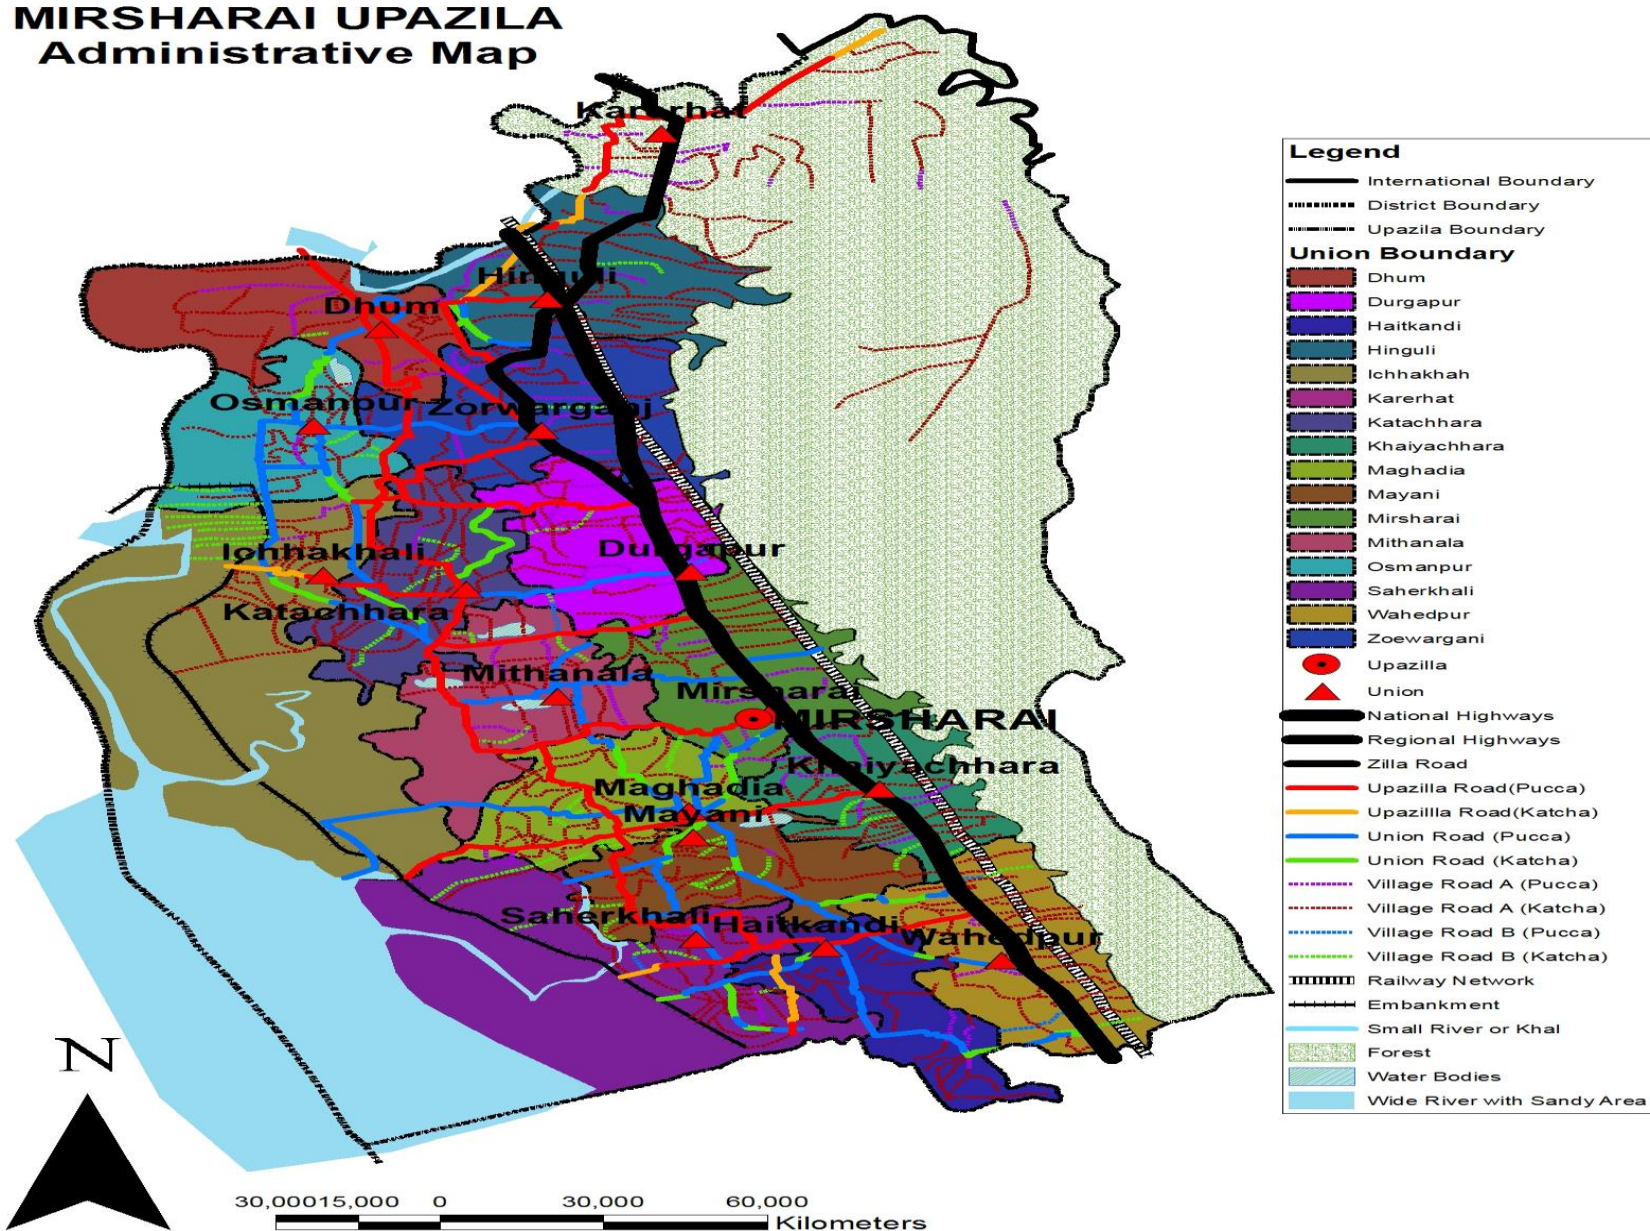 MIRSHARAI UPAZILA
Administrative Map
Karerhat
Hinguli
Dhum
Osmanpur
Zorwarganj
Ichhakhali
Durgapur
Katachhara
Mithanala
Mirsharai
MIRSHARAI
Khaiyachhara
Maghadia
Mayani
Saherkhali
Haitkandi
Wahedpur
N
30,000 15,000 0 30,000 60,000
Kilometers
Legend
International Boundary
District Boundary
Upazila Boundary
Union Boundary
Dhum
Durgapur
Haitkandi
Hinguli
Ichhakhah
Karerhat
Katachhara
Khaiyachhara
Maghadia
Mayani
Mirsharai
Mithanala
Osmanpur
Saherkhali
Wahedpur
Zoewargani
Upazilla
Union
National Highways
Regional Highways
Zilla Road
Upazilla Road(Pucca)
Upazillla Road(Katcha)
Union Road (Pucca)
Union Road (Katcha)
Village Road A (Pucca)
Village Road A (Katcha)
Village Road B (Pucca)
Village Road B (Katcha)
Railway Network
Embankment
Small River or Khal
Forest
Water Bodies
Wide River with Sandy Area